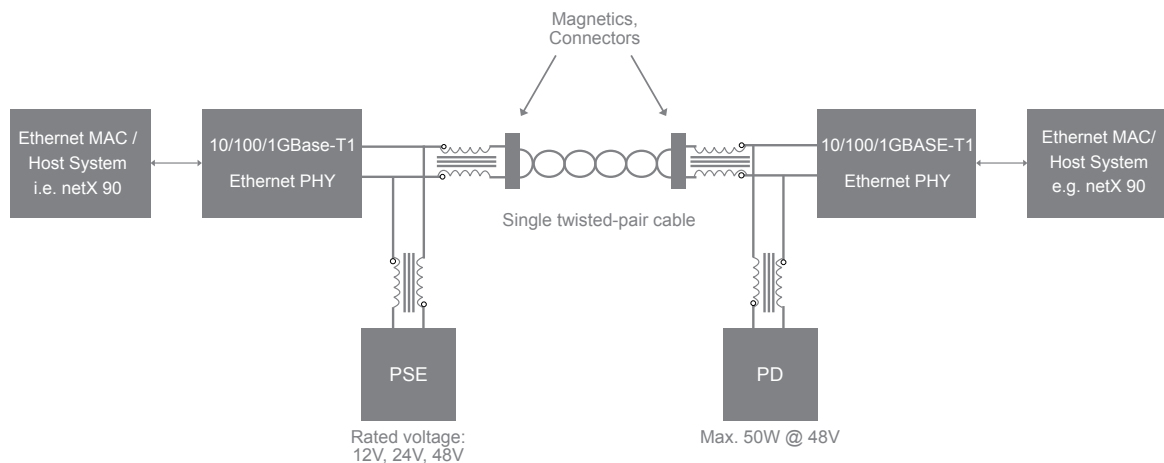 Magnetics,
Connectors
Ethernet MAC /
Host System
i.e. netX 90
10/100/1GBase-T1
Ethernet PHY
Single twisted-pair cable
10/100/1GBASE-T1
Ethernet PHY
Ethernet MAC/
Host System
e.g. netX 90
PSE
Rated voltage:
12V, 24V, 48V
PD
Max. 50W @ 48V